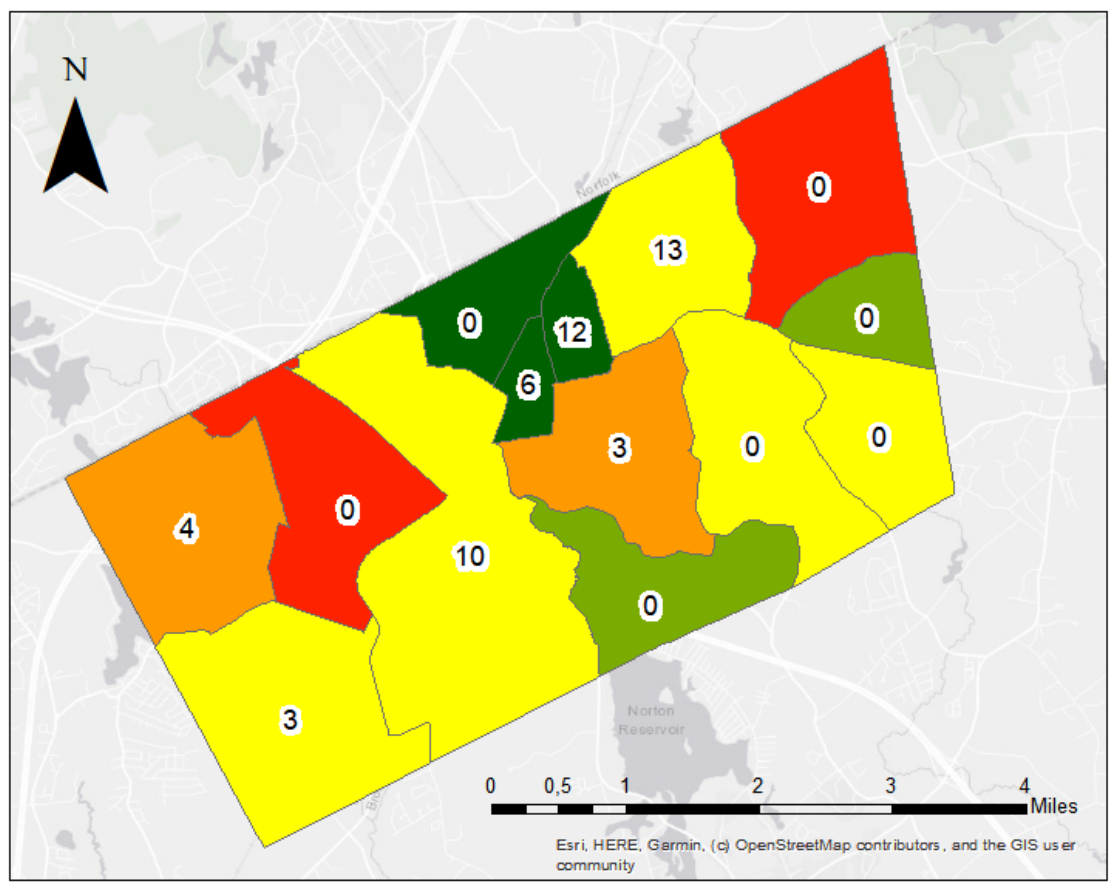 N
Norfolk
0
13
0
0
12
6
3
0
0
4
0
10
0
3
Norton
Reservoir
0 0,5 1 2 3 4
Miles
Esri, HERE, Garmin, (c) OpenStreetMap contributors, and the GIS user
community